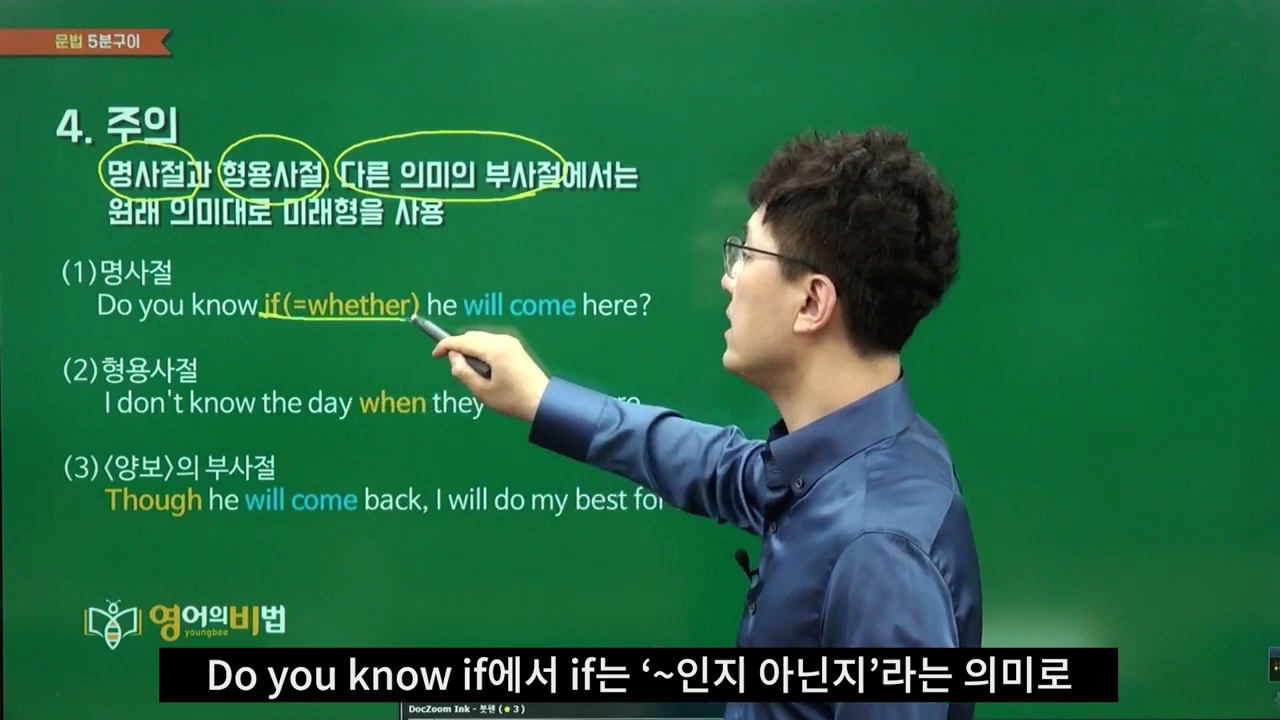 문법 5분구이
4. 주의
명사절과 형용사절, 다른 의미의 부사절에서는
원래 의미대로 미래형을 사용
(1) 명사절
Do you know if(=whether) he will come here?
(2) 형용사절
I don't know the day when they
(3) 〈양보〉의 부사절
Though he will come back, I will do my best for
영어의비법
youngbee
Do you know if에서 if는 ‘~인지 아닌지’라는 의미로
DocZoom Ink - 붓펜 ( 3 )